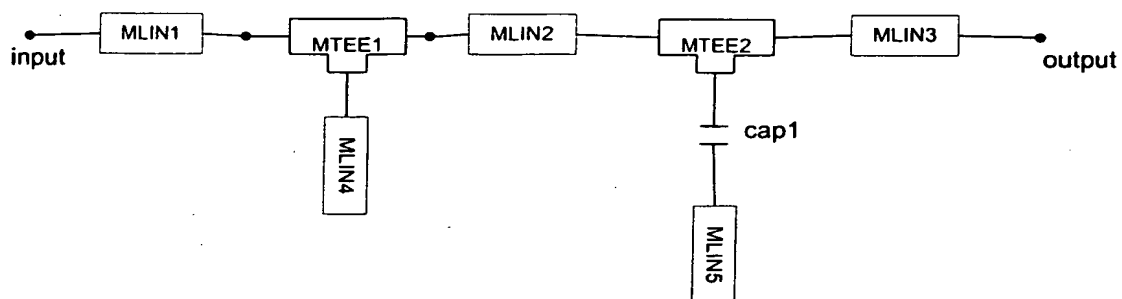 input
MLIN1
MTEE1
MLIN2
MTEE2
MLIN3
output
MLIN4
cap1
MLIN5